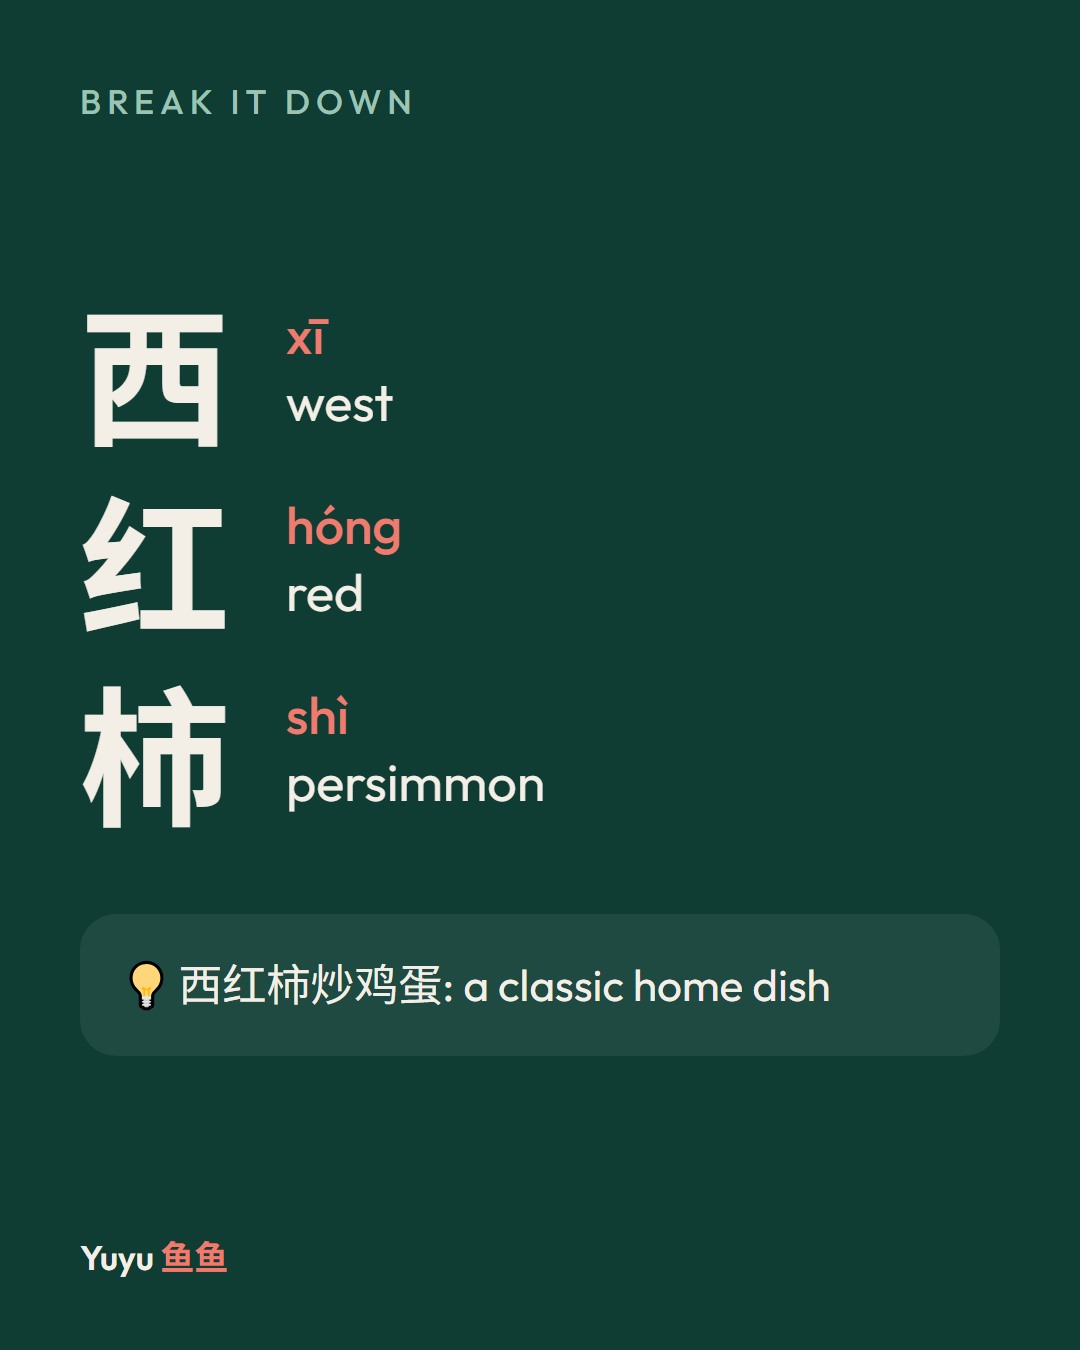 BREAK IT DOWN
西
xī
west
红
hóng
red
柿
shì
persimmon
💡 西红柿炒鸡蛋: a classic home dish
Yuyu 鱼鱼